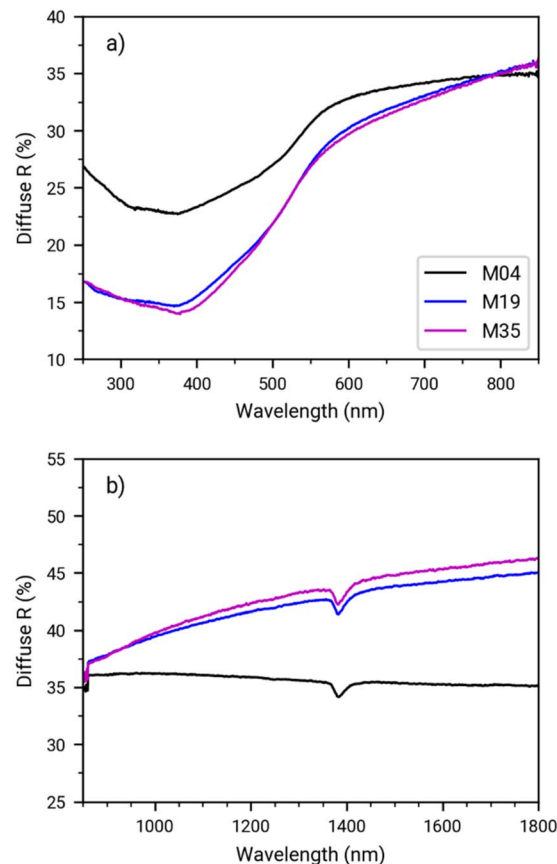 a)
40
35
30
25
20
15
10
Diffuse R (%)
M04
M19
M35
300 400 500 600 700 800
Wavelength (nm)
b)
55
50
45
40
35
30
25
Diffuse R (%)
1000 1200 1400 1600 1800
Wavelength (nm)